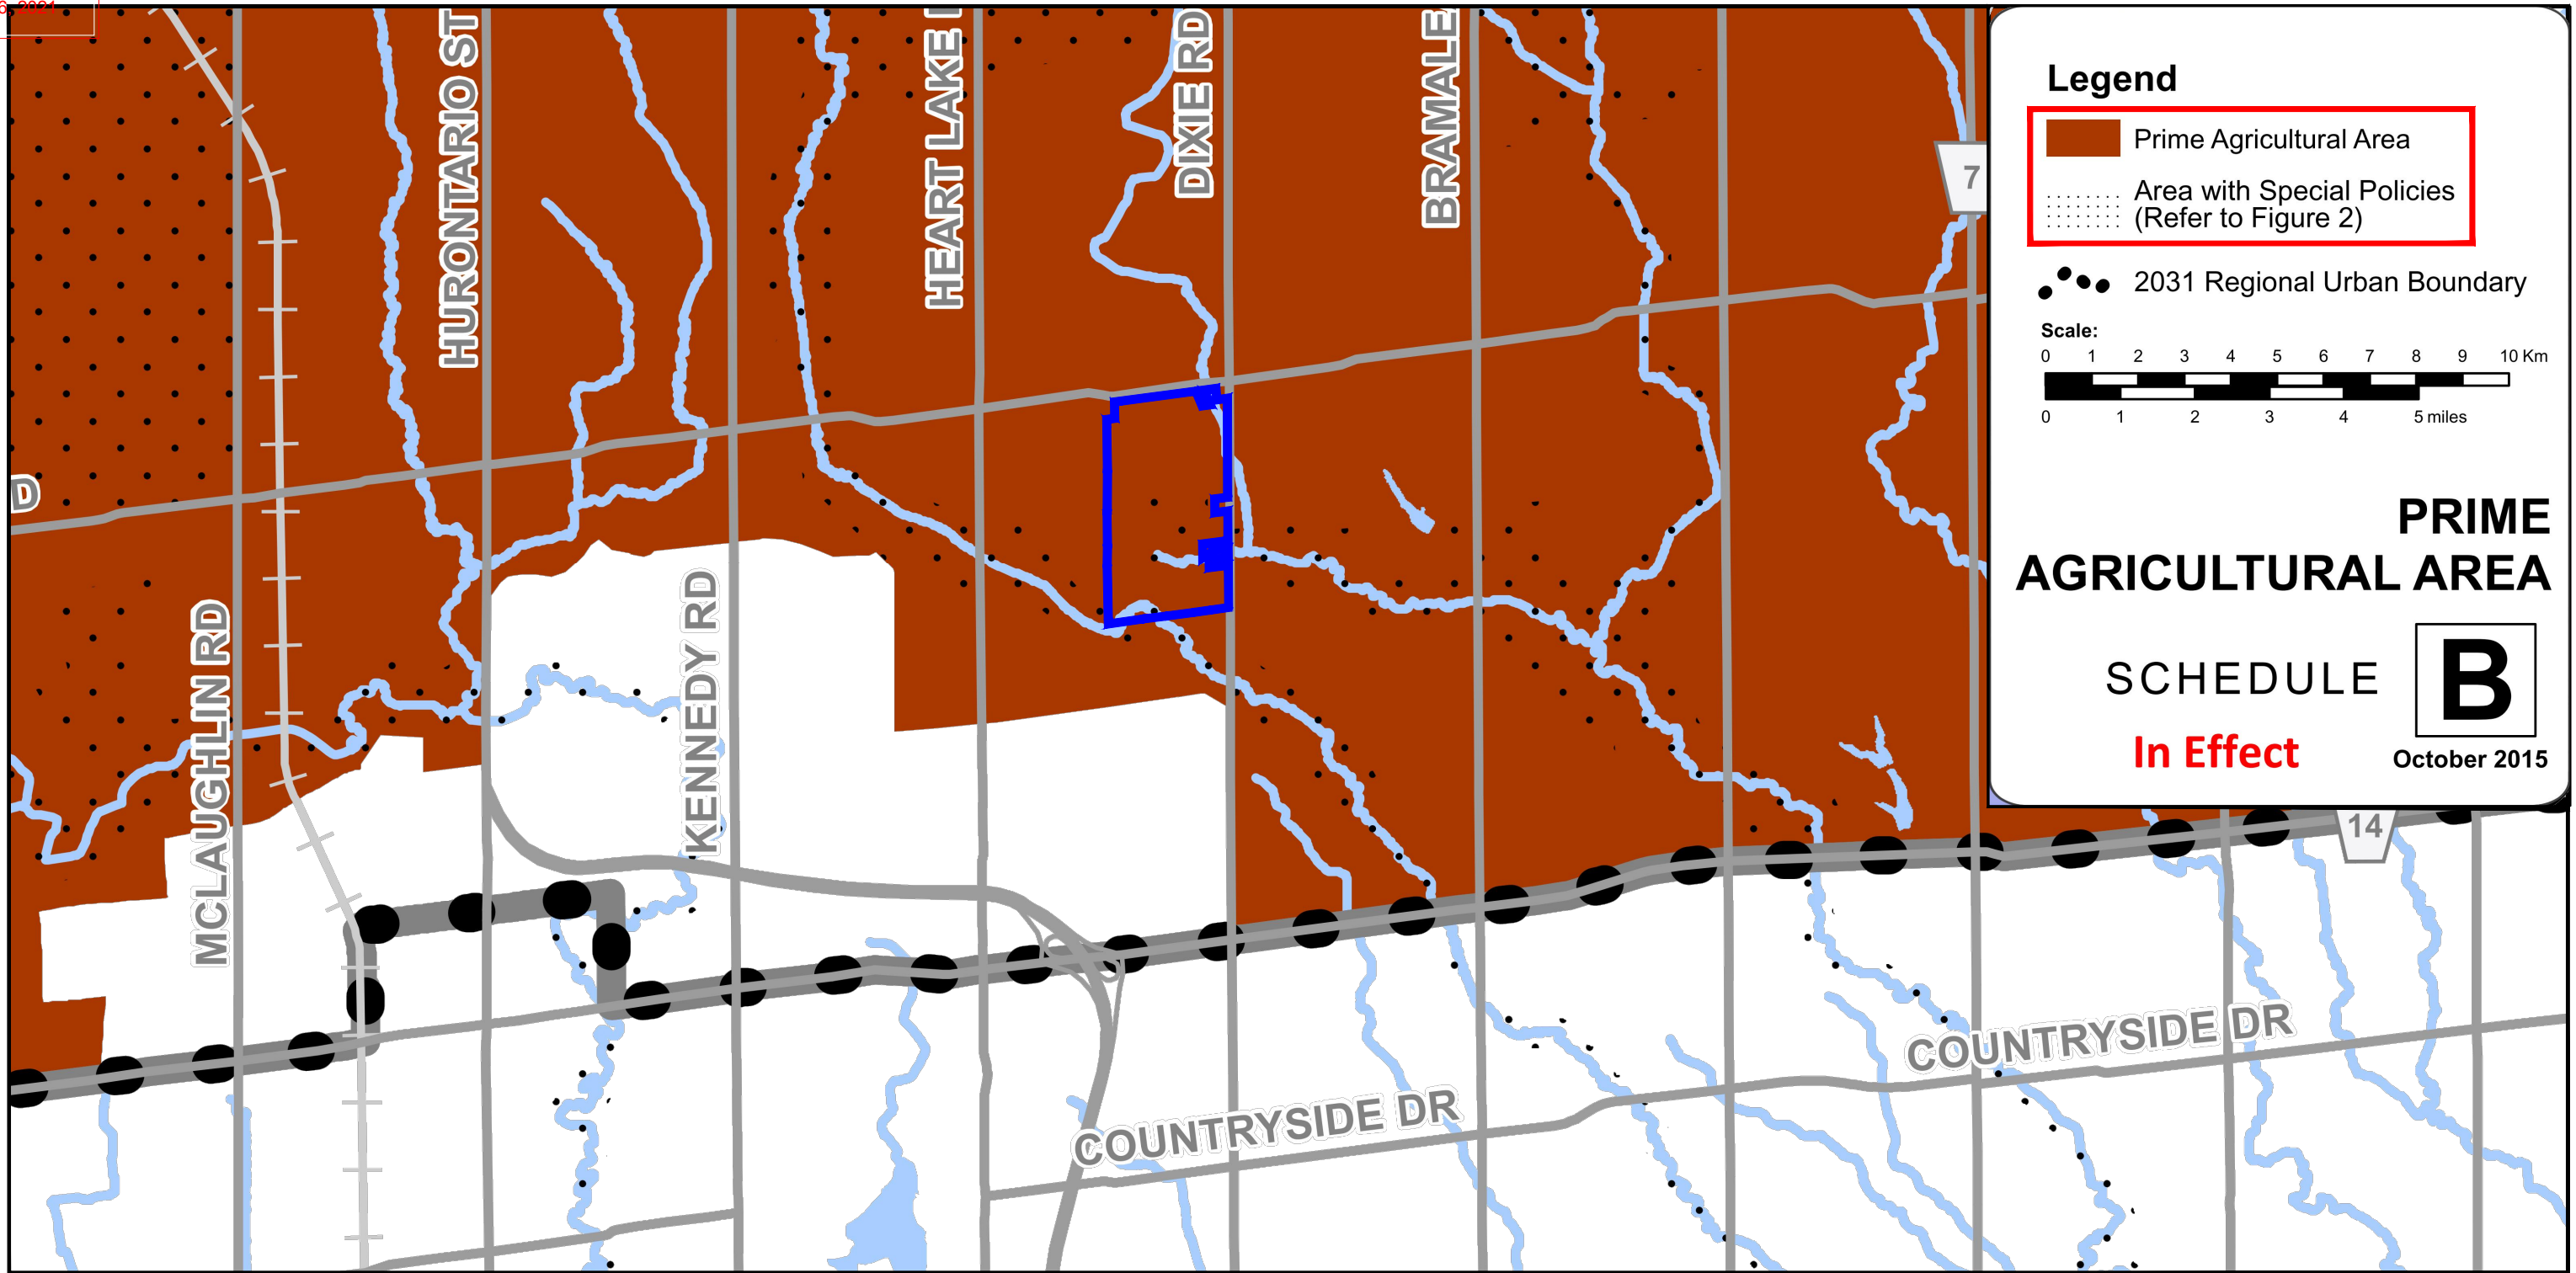 6, 2021
HURONTARIO ST
HEART LAKE
DIXIE RD
BRAMALE
7
D
MCLAUGHLIN RD
KENNEDY RD
14
COUNTRYSIDE DR
COUNTRYSIDE DR
Legend
Prime Agricultural Area
Area with Special Policies
(Refer to Figure 2)
2031 Regional Urban Boundary
Scale:
0 1 2 3 4 5 6 7 8 9 10 Km
0 1 2 3 4 5 miles
PRIME
AGRICULTURAL AREA
SCHEDULE B
In Effect
October 2015